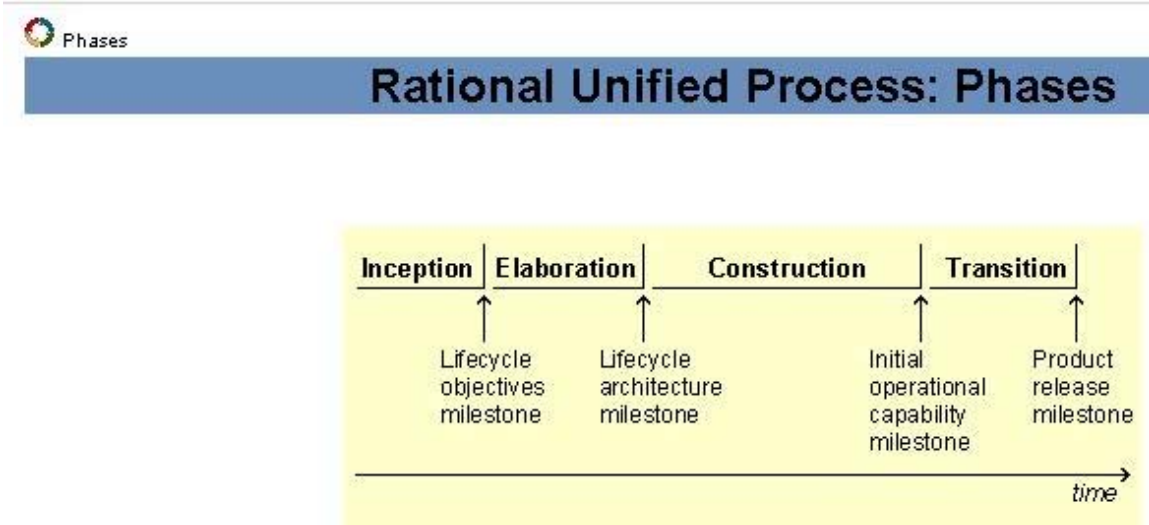 Phases
Rational Unified Process: Phases
Inception Elaboration Construction Transition
Lifecycle
objectives
milestone
Lifecycle
architecture
milestone
Initial
operational
capability
milestone
Product
release
milestone
time